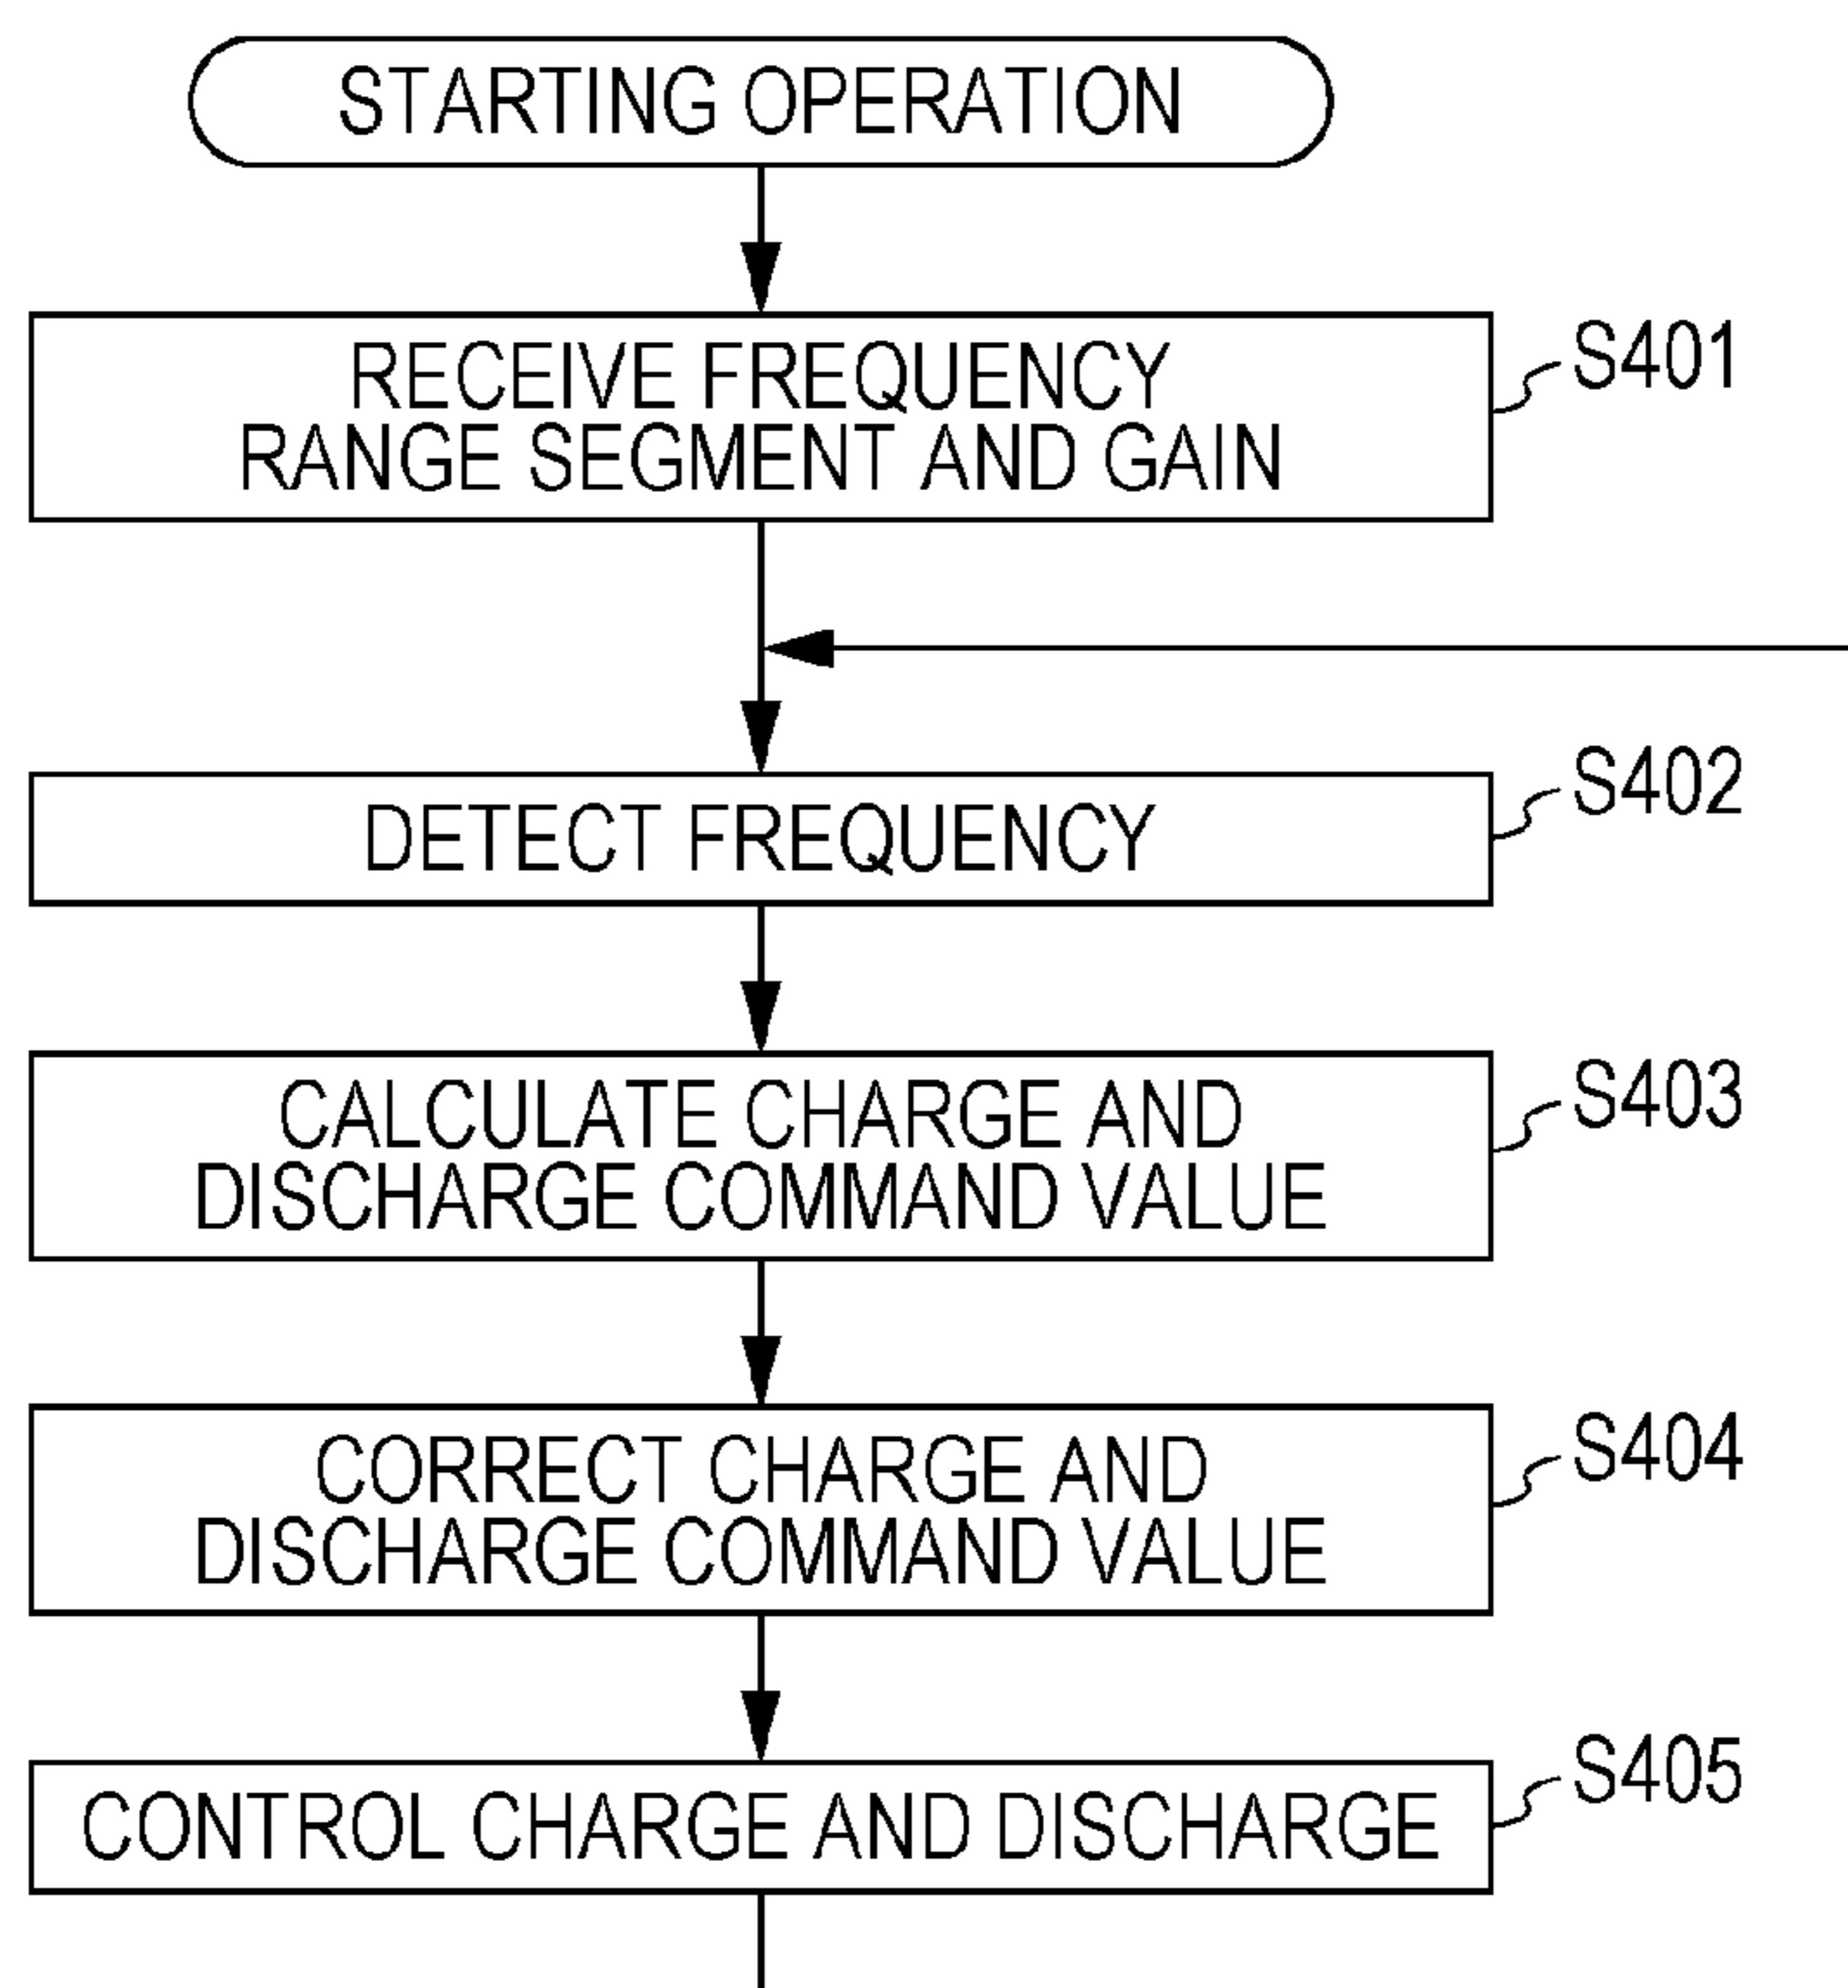 STARTING OPERATION
RECEIVE FREQUENCY
RANGE SEGMENT AND GAIN
S401
DETECT FREQUENCY
S402
CALCULATE CHARGE AND
DISCHARGE COMMAND VALUE
S403
CORRECT CHARGE AND
DISCHARGE COMMAND VALUE
S404
CONTROL CHARGE AND DISCHARGE
S405